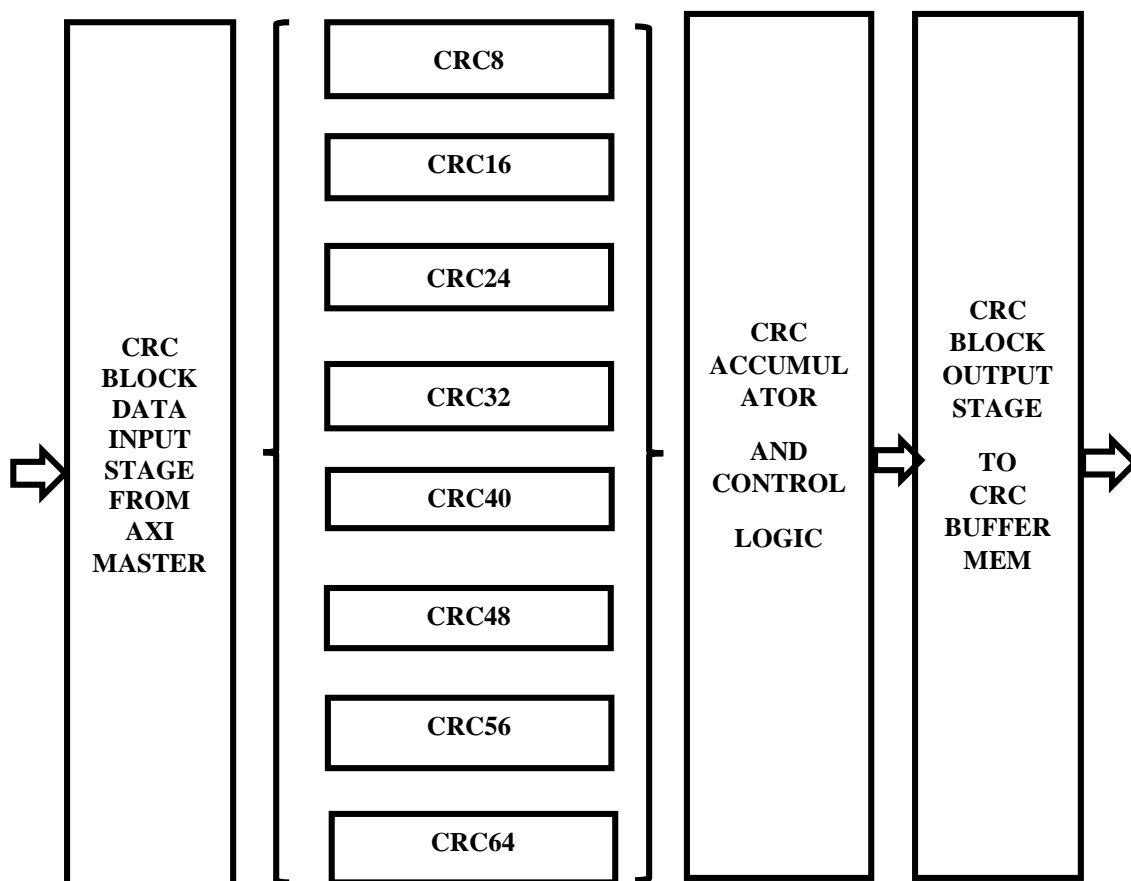 CRC
BLOCK
DATA
INPUT
STAGE
FROM
AXI
MASTER
CRC8
CRC16
CRC24
CRC32
CRC40
CRC48
CRC56
CRC64
CRC
ACCUMUL
ATOR
AND
CONTROL
LOGIC
CRC
BLOCK
OUTPUT
STAGE
TO
CRC
BUFFER
MEM